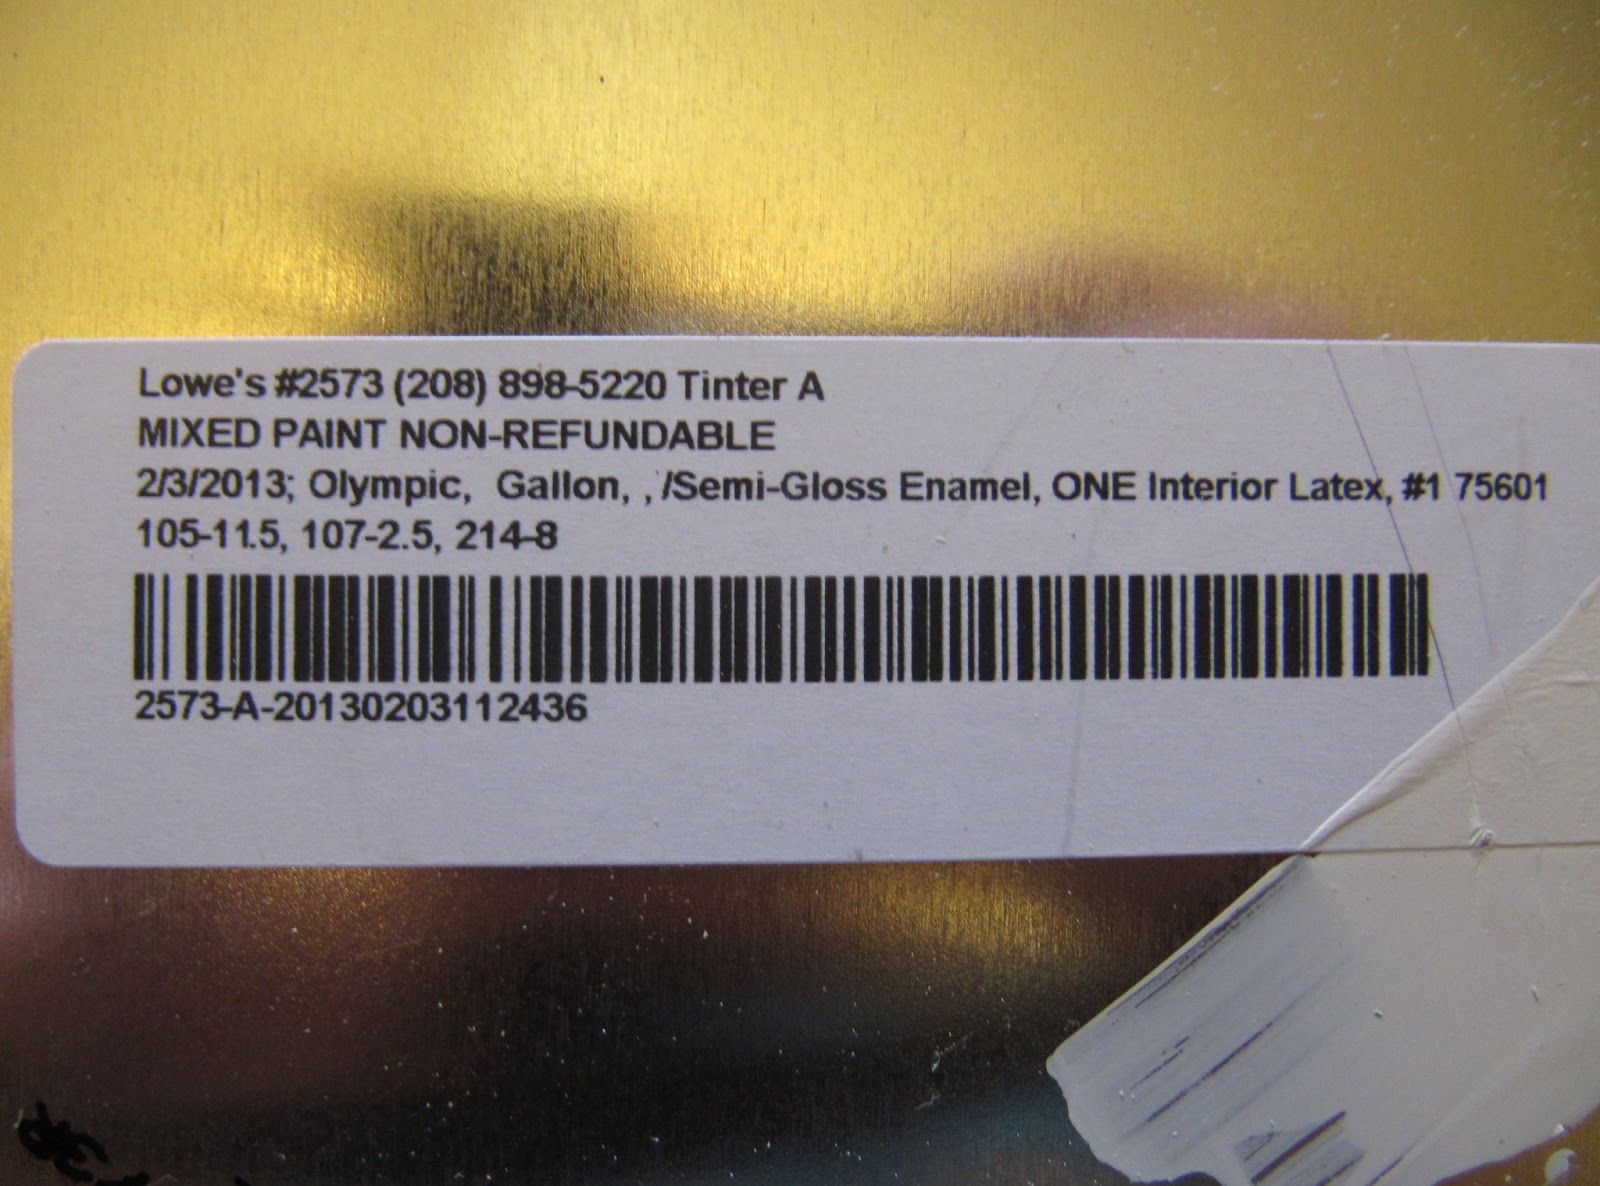 Lowe's #2573 (208) 898-5220 Tinter A
MIXED PAINT NON-REFUNDABLE
2/3/2013; Olympic, Gallon, , /Semi-Gloss Enamel, ONE Interior Latex, #1 75601
105-11.5, 107-2.5, 214-8
2573-A-20130203112436